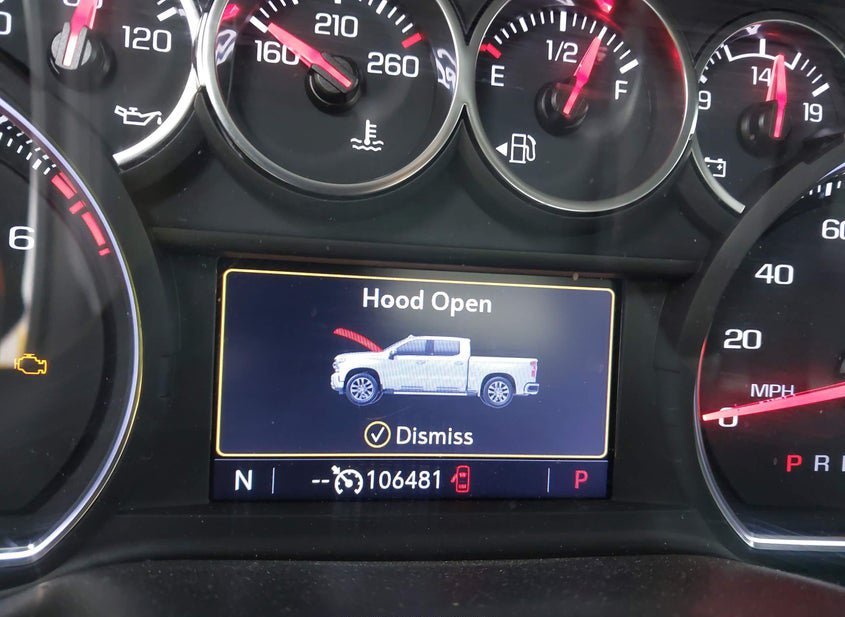 120
160 210 260
E 1/2 F
9 14 19
6
60
40
20
MPH
0
Hood Open
Dismiss
N -- 106481 P
P R